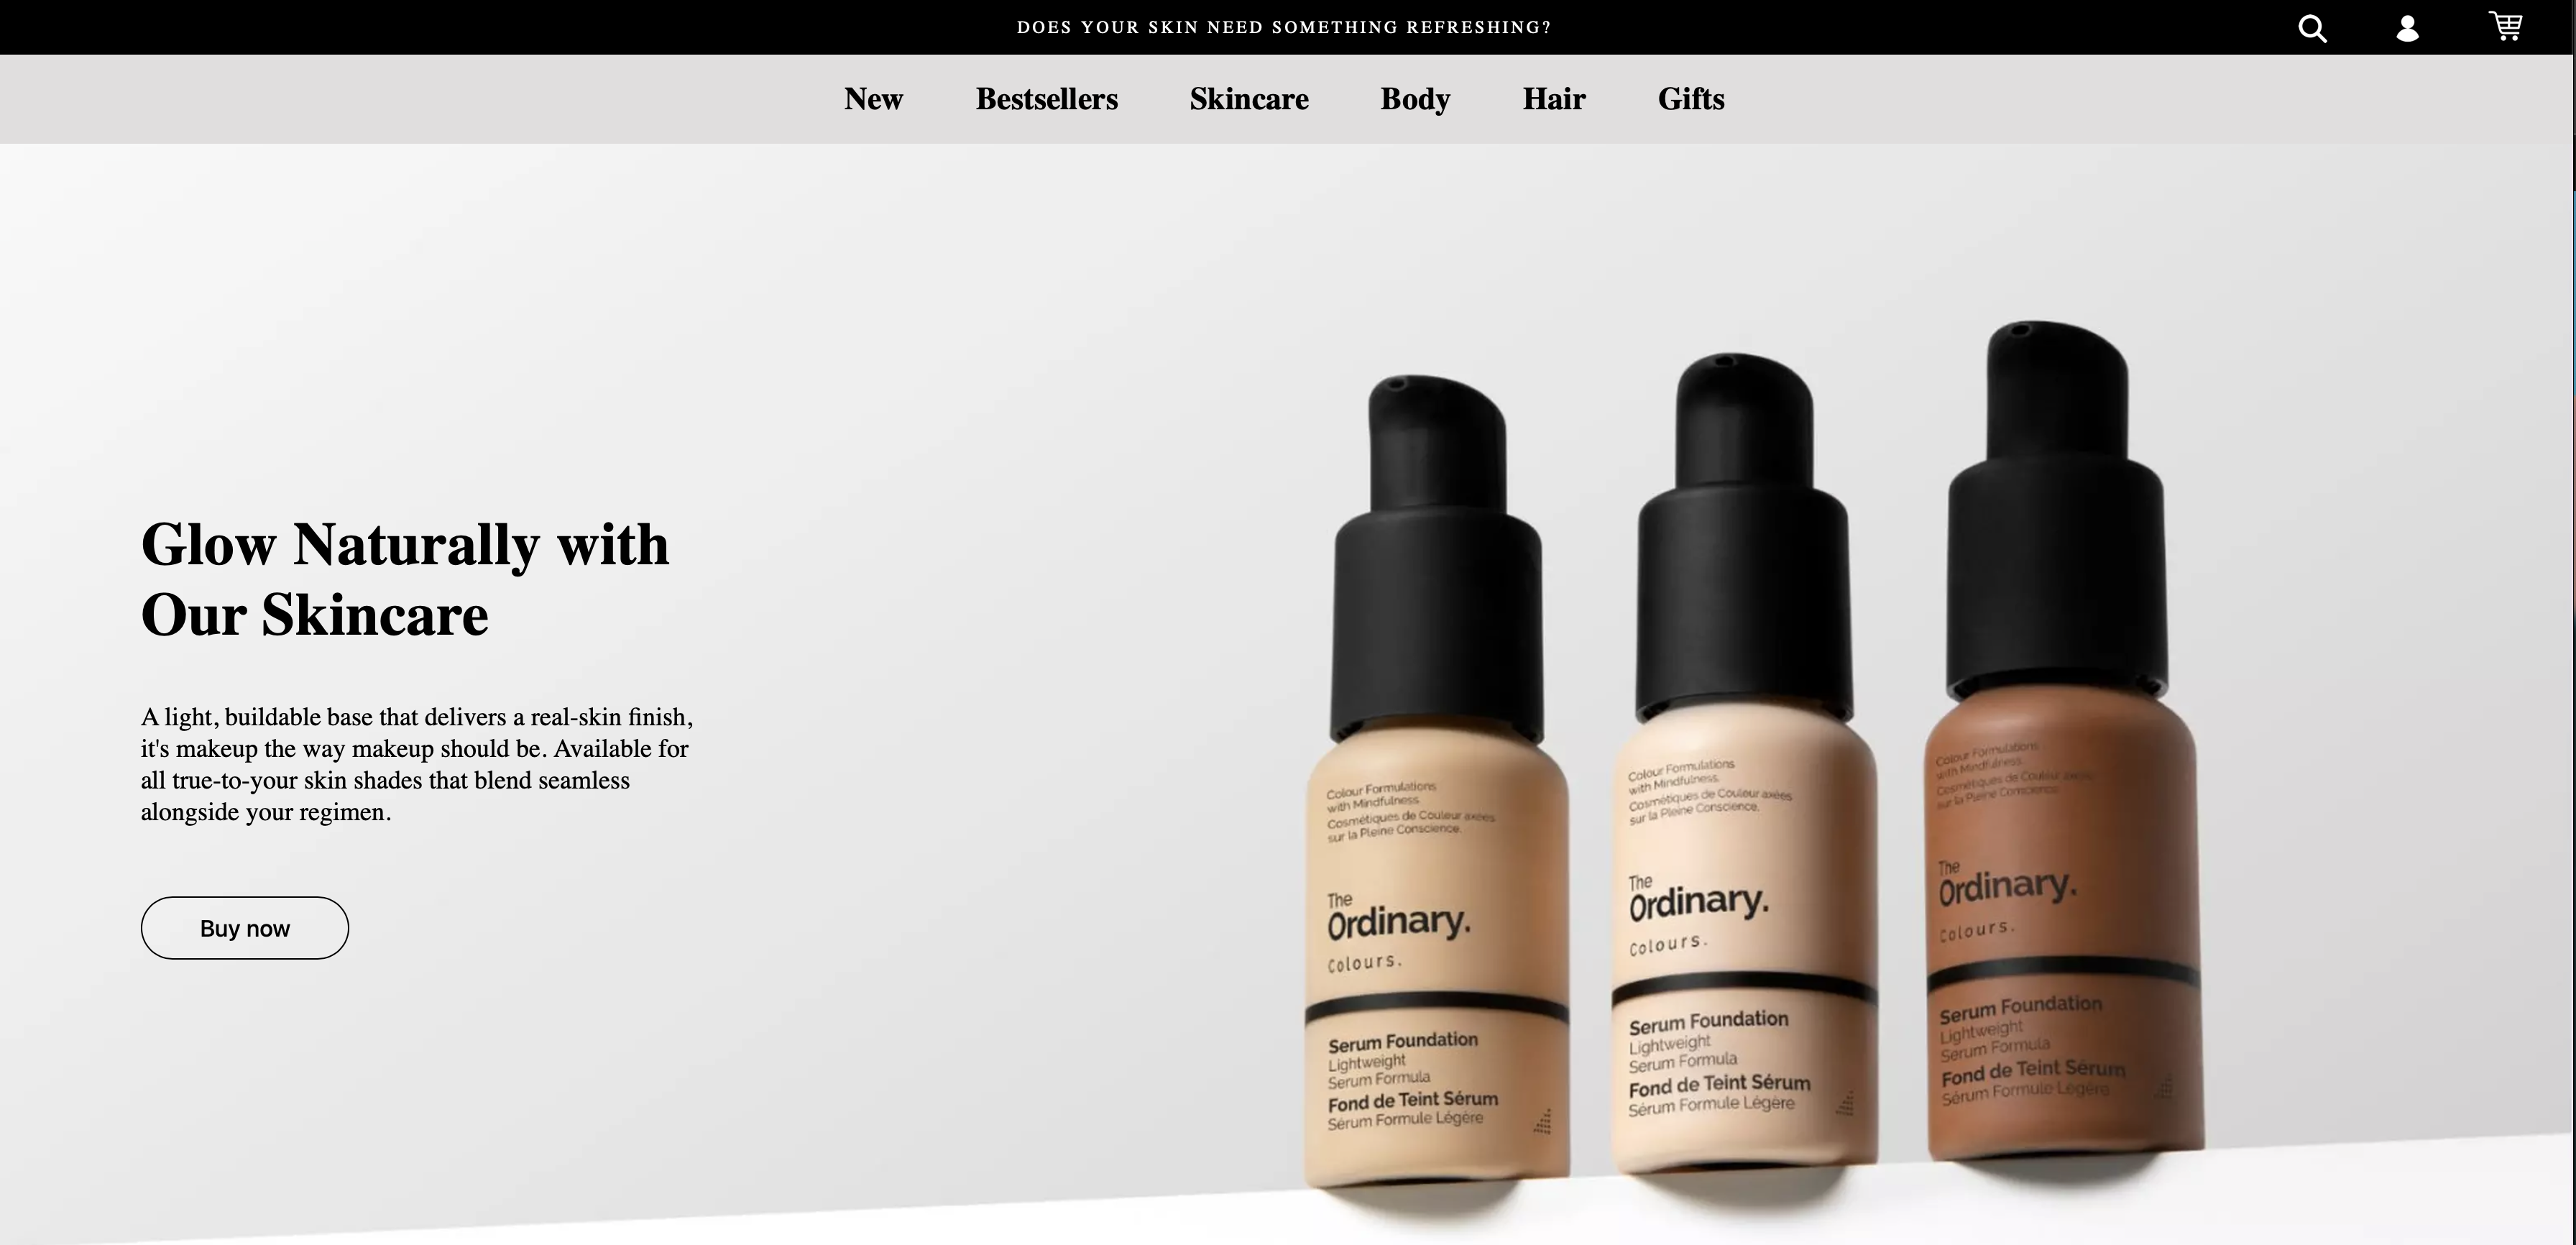 DOES YOUR SKIN NEED SOMETHING REFRESHING?
New Bestsellers Skincare Body Hair Gifts
Glow Naturally with
Our Skincare
A light, buildable base that delivers a real-skin finish,
it's makeup the way makeup should be. Available for
all true-to-your skin shades that blend seamless
alongside your regimen.
Buy now
Colour Formulations
with Mindfulness
Cosmétiques de Couleur axées
sur la Pleine Conscience.
The
Ordinary.
Colours.
Serum Foundation
Lightweight
Serum Formula
Fond de Teint Sérum
Sérum Formule Légère
Colour Formulations
with Mindfulness.
Cosmétiques de Couleur axées
sur la Pleine Conscience.
The
Ordinary.
Colours.
Serum Foundation
Lightweight
Serum Formula
Fond de Teint Sérum
Sérum Formule Légère
Colour Formulations
with Mindfulness.
Cosmétiques de Couleur axées
sur la Pleine Conscience.
The
Ordinary.
Colours.
Serum Foundation
Lightweight
Serum Formula
Fond de Teint Sérum
Sérum Formule Légère